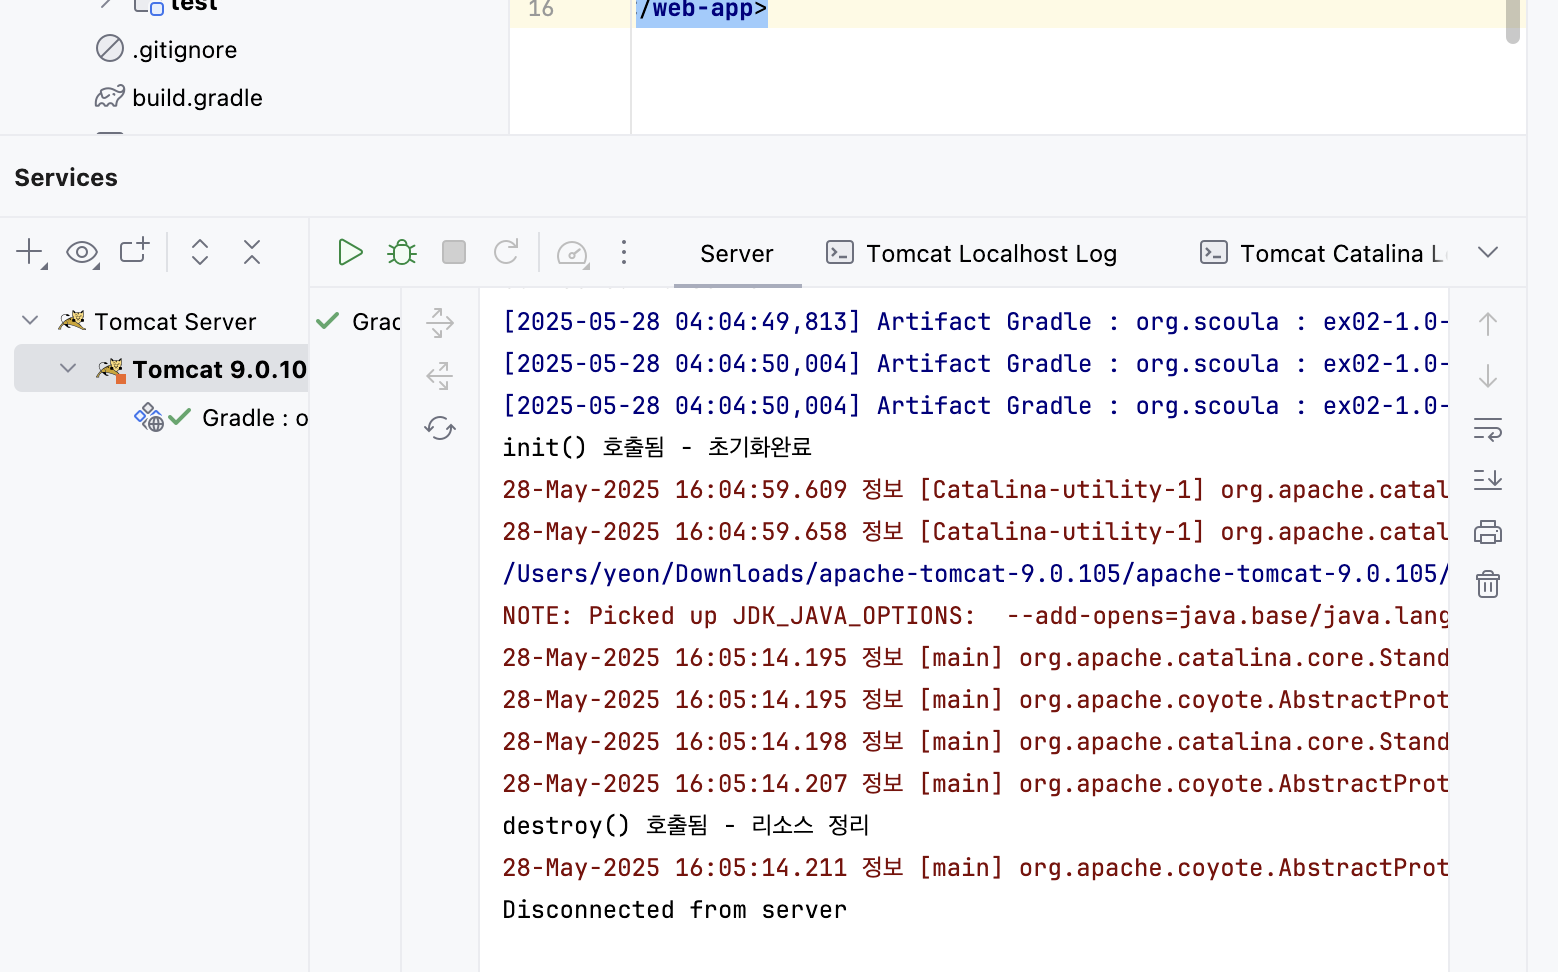 test
16
/web-app>
.gitignore
build.gradle
Services
Server
Tomcat Localhost Log
Tomcat Catalina L
Tomcat Server
Tomcat 9.0.10
Gradle : o
Grad
[2025-05-28 04:04:49,813] Artifact Gradle : org.scoula : ex02-1.0-
[2025-05-28 04:04:50,004] Artifact Gradle : org.scoula : ex02-1.0-
[2025-05-28 04:04:50,004] Artifact Gradle : org.scoula : ex02-1.0-
init() 호출됨 - 초기화완료
28-May-2025 16:04:59.609 정보 [Catalina-utility-1] org.apache.catal
28-May-2025 16:04:59.658 정보 [Catalina-utility-1] org.apache.catal
/Users/yeon/Downloads/apache-tomcat-9.0.105/apache-tomcat-9.0.105/
NOTE: Picked up JDK_JAVA_OPTIONS:  --add-opens=java.base/java.lang
28-May-2025 16:05:14.195 정보 [main] org.apache.catalina.core.Stand
28-May-2025 16:05:14.195 정보 [main] org.apache.coyote.AbstractProt
28-May-2025 16:05:14.198 정보 [main] org.apache.catalina.core.Stand
28-May-2025 16:05:14.207 정보 [main] org.apache.coyote.AbstractProt
destroy() 호출됨 - 리소스 정리
28-May-2025 16:05:14.211 정보 [main] org.apache.coyote.AbstractProt
Disconnected from server